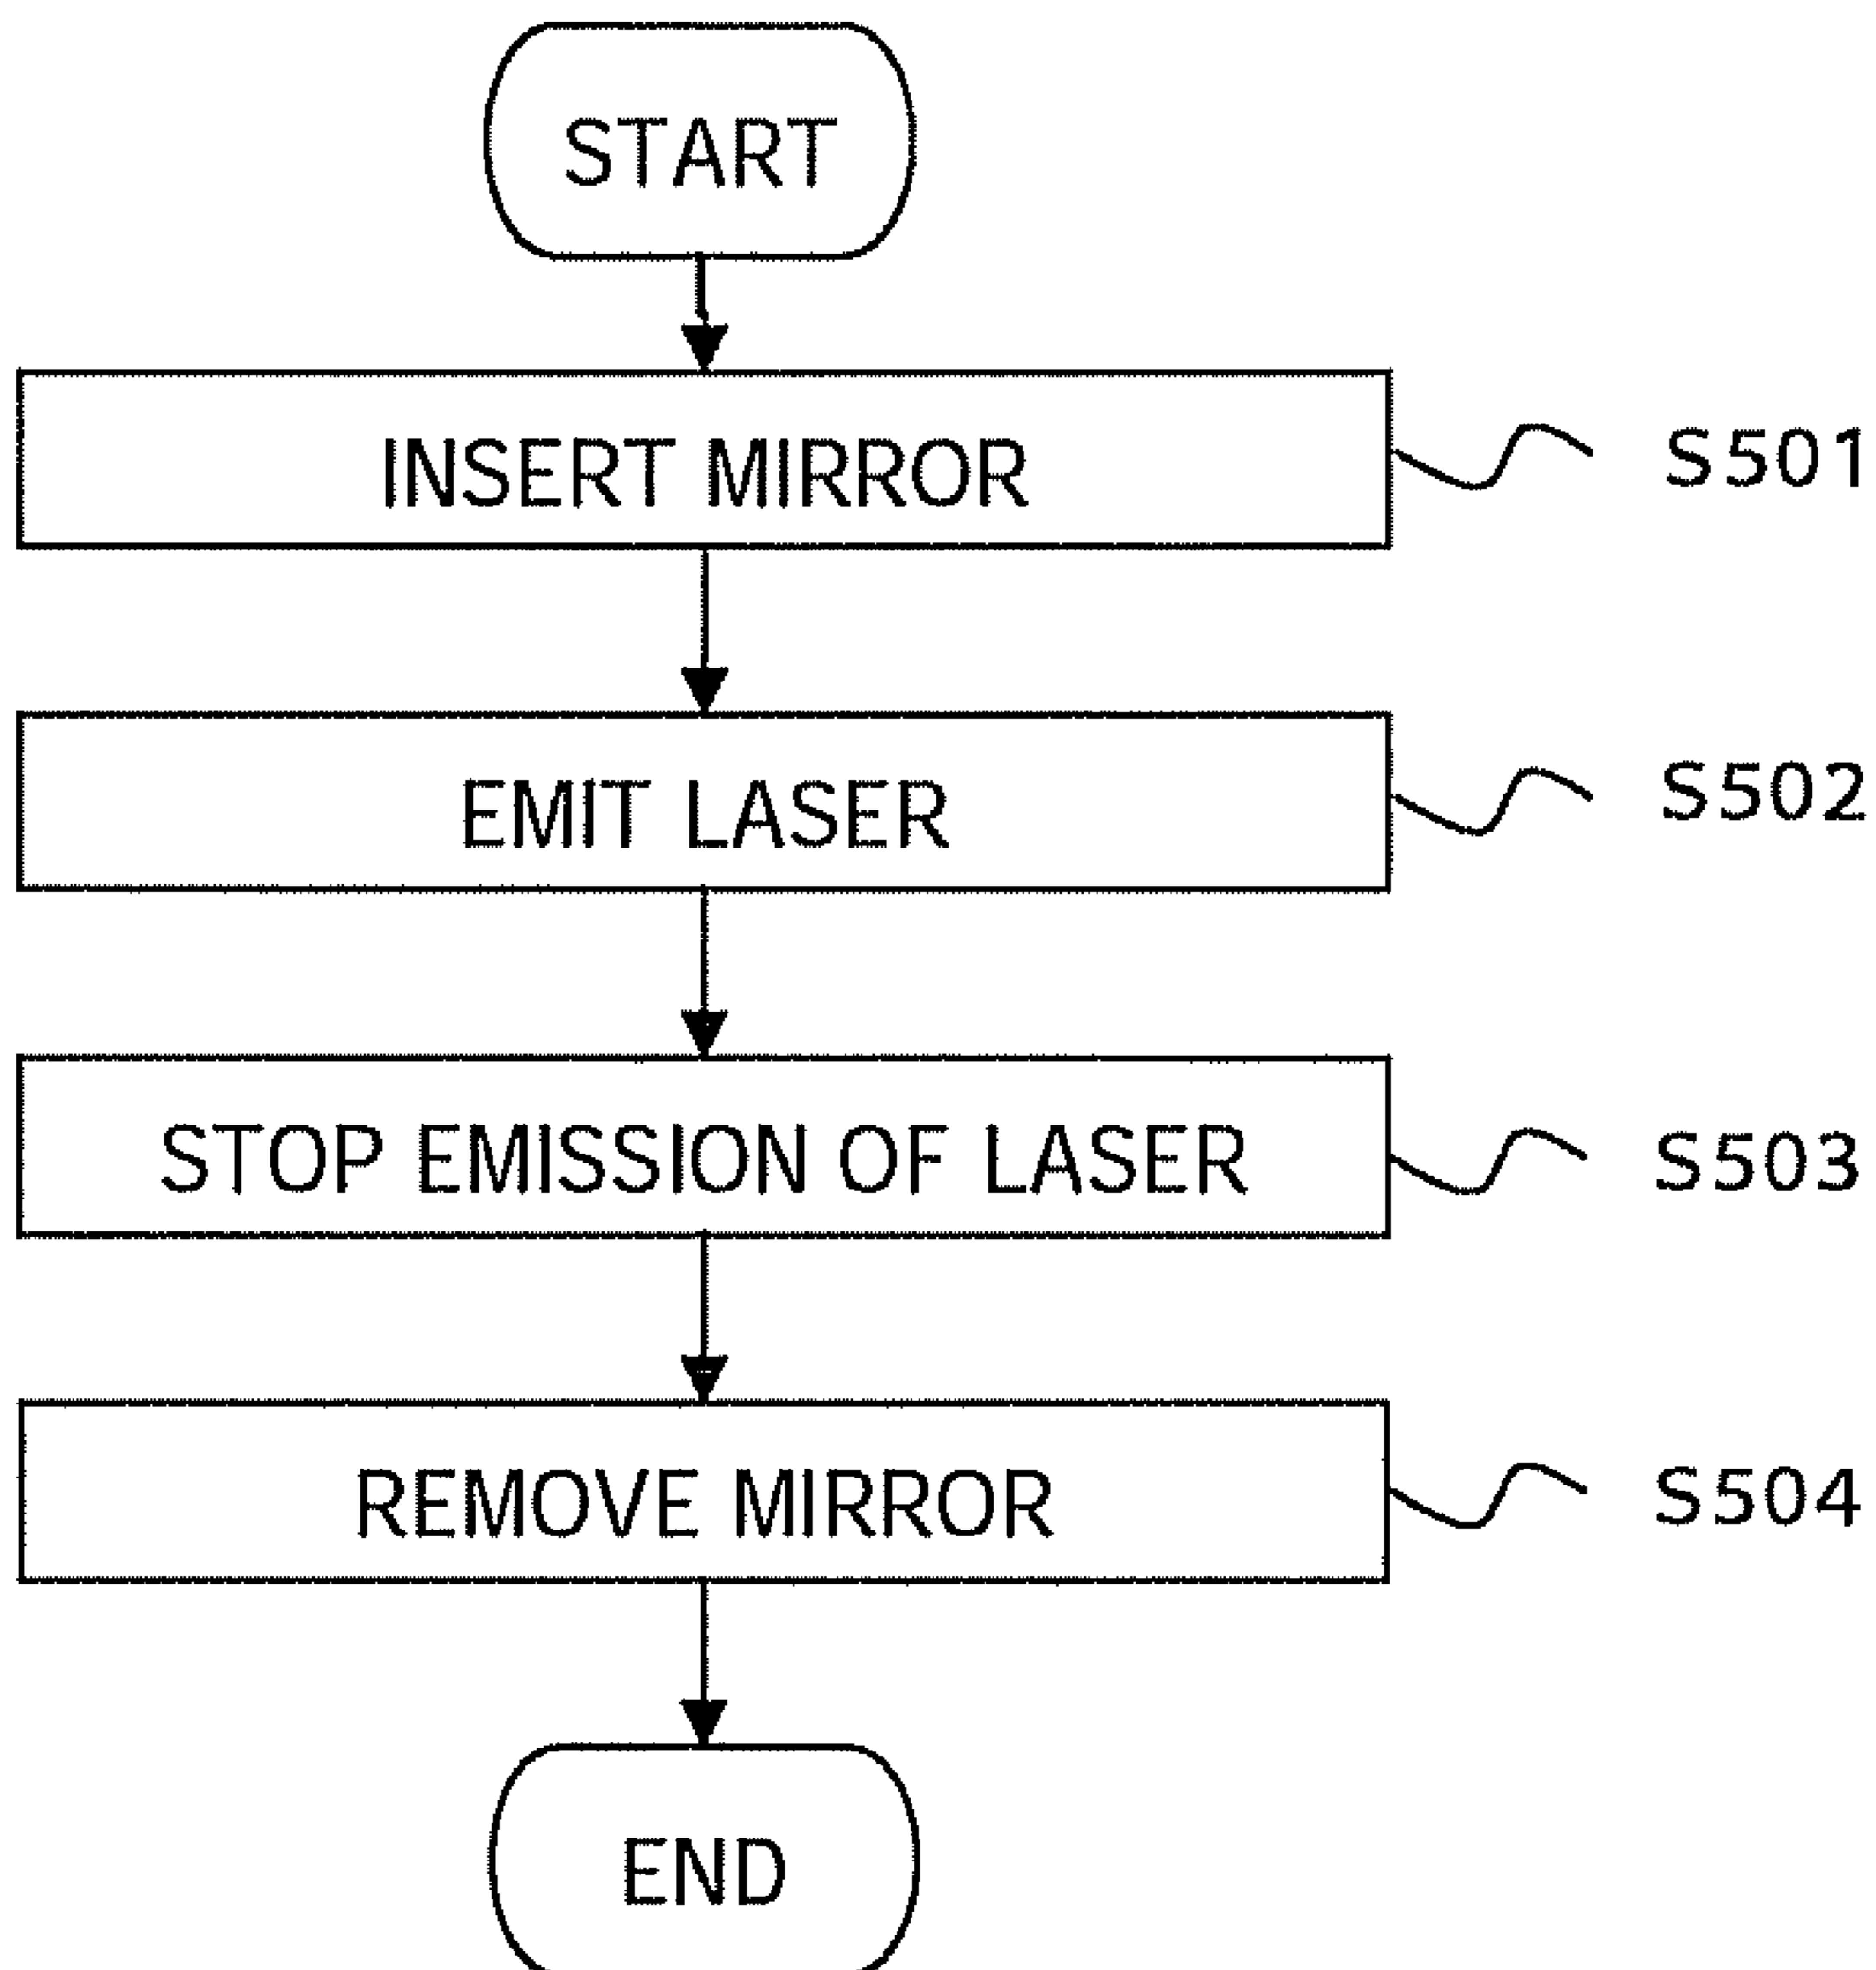 START
INSERT MIRROR S501
EMIT LASER S502
STOP EMISSION OF LASER S503
REMOVE MIRROR S504
END